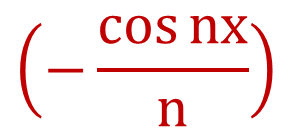 (− cos nx / n)